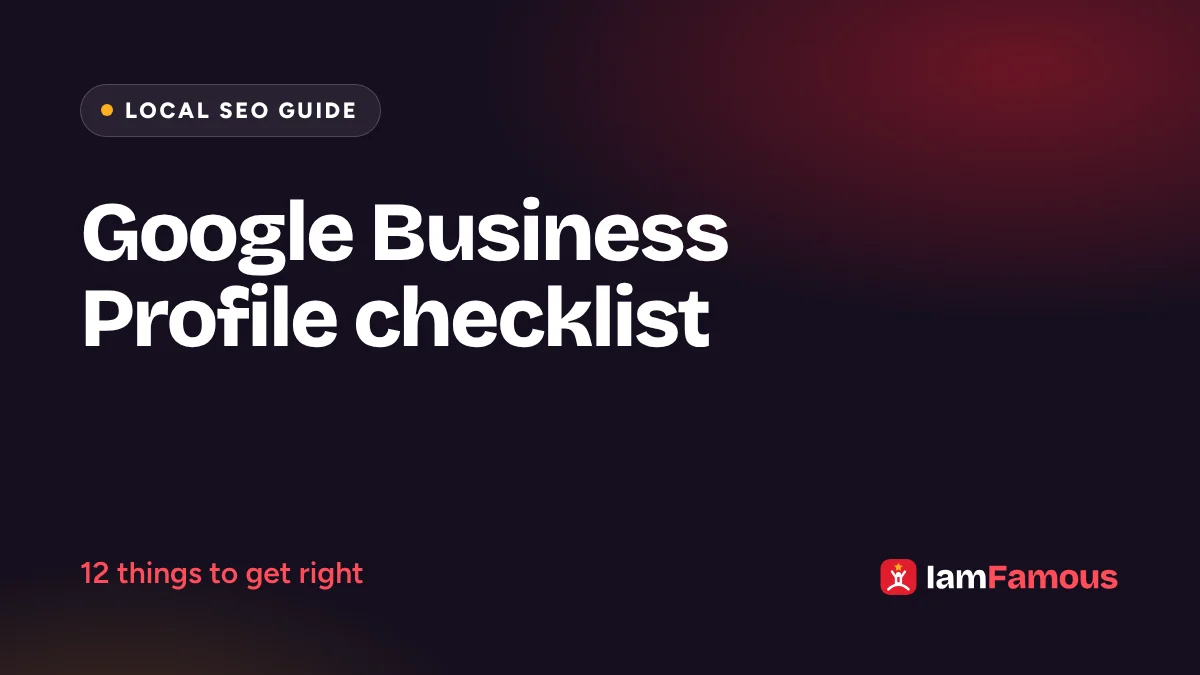 LOCAL SEO GUIDE
Google Business
Profile checklist
12 things to get right
IamFamous